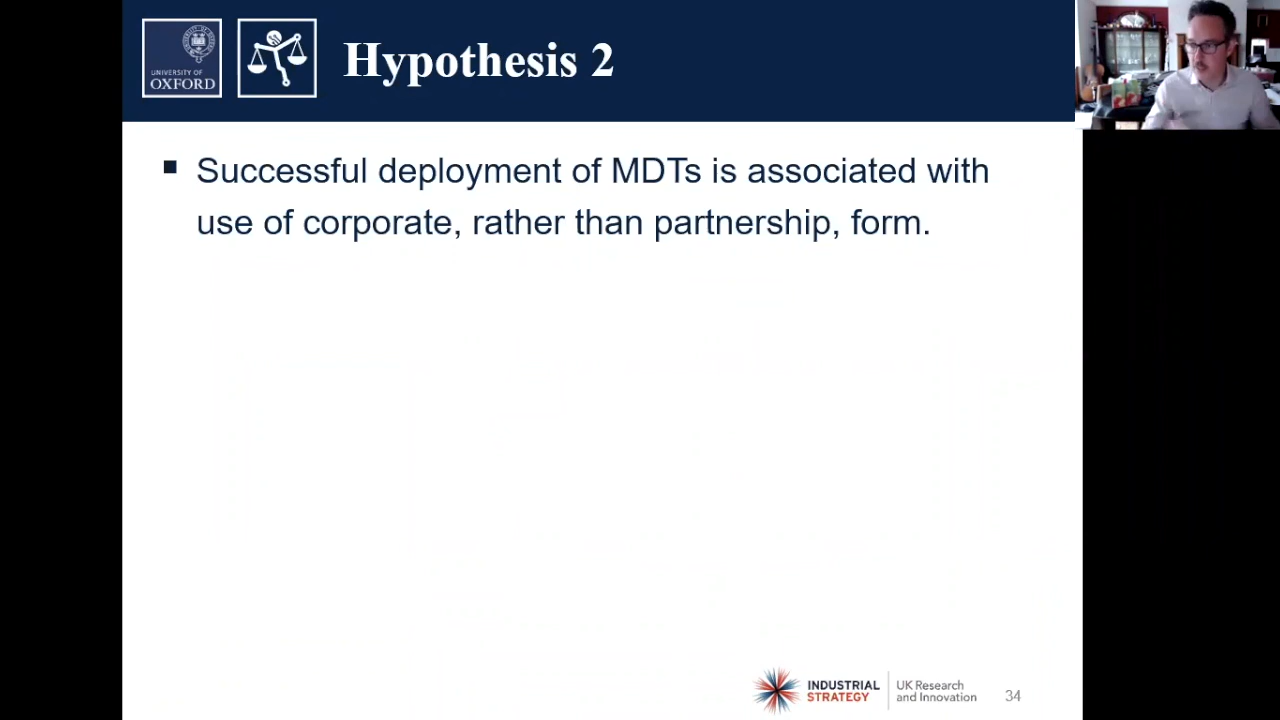 UNIVERSITY OF
OXFORD
Hypothesis 2
▪ Successful deployment of MDTs is associated with
use of corporate, rather than partnership, form.
INDUSTRIAL
STRATEGY
UK Research
and Innovation
34